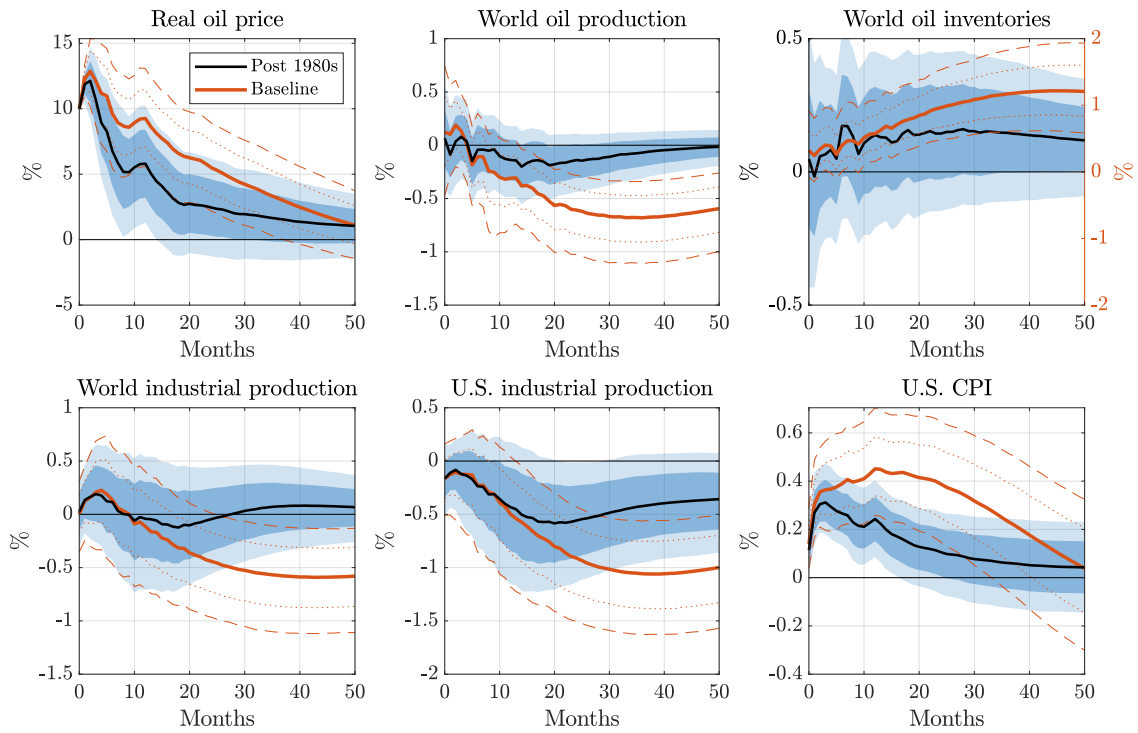 Real oil price
World oil production
World oil inventories
15
10
5
0
-5
%
0 10 20 30 40 50
Months
Post 1980s
Baseline
1
0.5
0
-0.5
-1
-1.5
%
0 10 20 30 40 50
Months
0.5
0
-0.5
%
2
1
0
-1
-2
%
0 10 20 30 40 50
Months
World industrial production
U.S. industrial production
U.S. CPI
1
0.5
0
-0.5
-1
-1.5
%
0 10 20 30 40 50
Months
0.5
0
-0.5
-1
-1.5
-2
%
0 10 20 30 40 50
Months
0.6
0.4
0.2
0
-0.2
-0.4
%
0 10 20 30 40 50
Months